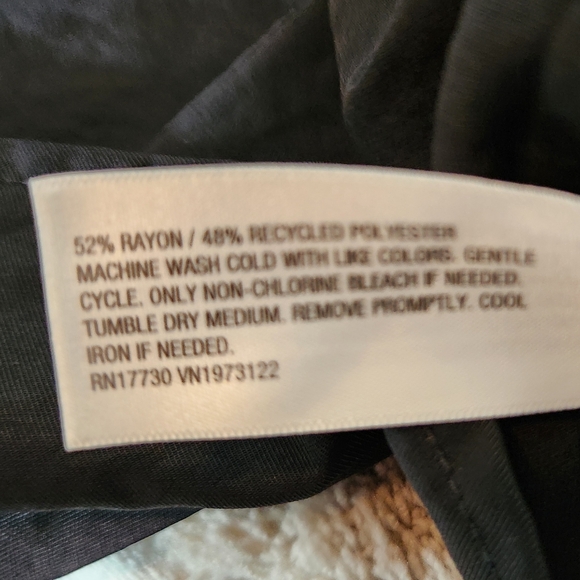 52% RAYON / 48% RECYCLED POLYESTER
MACHINE WASH COLD WITH LIKE COLORS. GENTLE
CYCLE. ONLY NON-CHLORINE BLEACH IF NEEDED.
TUMBLE DRY MEDIUM. REMOVE PROMPTLY. COOL
IRON IF NEEDED.
RN17730 VN1973122